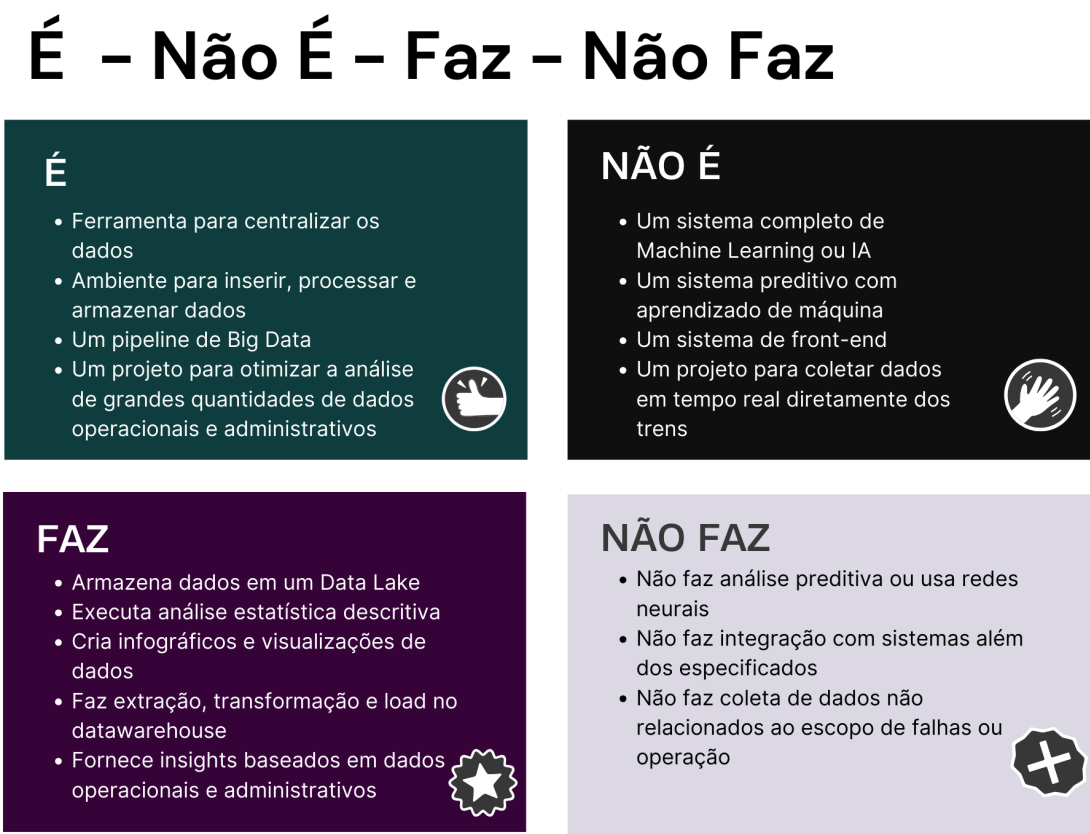 É – Não É – Faz – Não Faz
É
• Ferramenta para centralizar os
dados
• Ambiente para inserir, processar e
armazenar dados
• Um pipeline de Big Data
• Um projeto para otimizar a análise
de grandes quantidades de dados
operacionais e administrativos
NÃO É
• Um sistema completo de
Machine Learning ou IA
• Um sistema preditivo com
aprendizado de máquina
• Um sistema de front-end
• Um projeto para coletar dados
em tempo real diretamente dos
trens
FAZ
• Armazena dados em um Data Lake
• Executa análise estatística descritiva
• Cria infográficos e visualizações de
dados
• Faz extração, transformação e load no
datawarehouse
• Fornece insights baseados em dados
operacionais e administrativos
NÃO FAZ
• Não faz análise preditiva ou usa redes
neurais
• Não faz integração com sistemas além
dos especificados
• Não faz coleta de dados não
relacionados ao escopo de falhas ou
operação